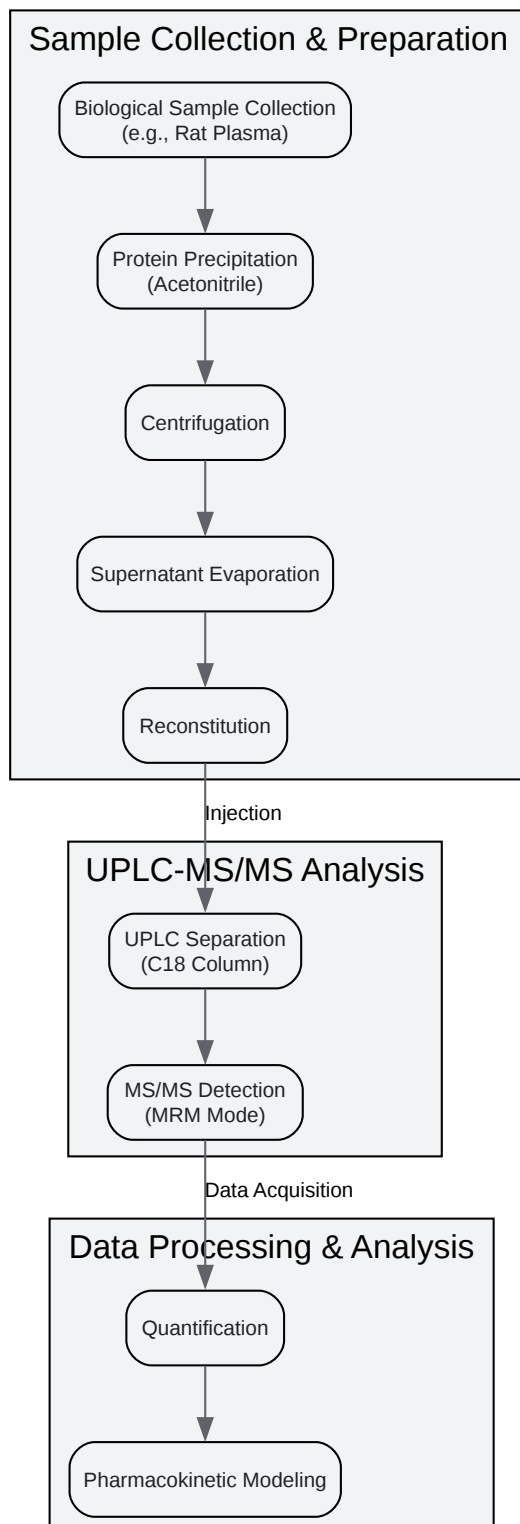 Sample Collection & Preparation
Biological Sample Collection
(e.g., Rat Plasma)
Protein Precipitation
(Acetonitrile)
Centrifugation
Supernatant Evaporation
Reconstitution
Injection
UPLC-MS/MS Analysis
UPLC Separation
(C18 Column)
MS/MS Detection
(MRM Mode)
Data Acquisition
Data Processing & Analysis
Quantification
Pharmacokinetic Modeling